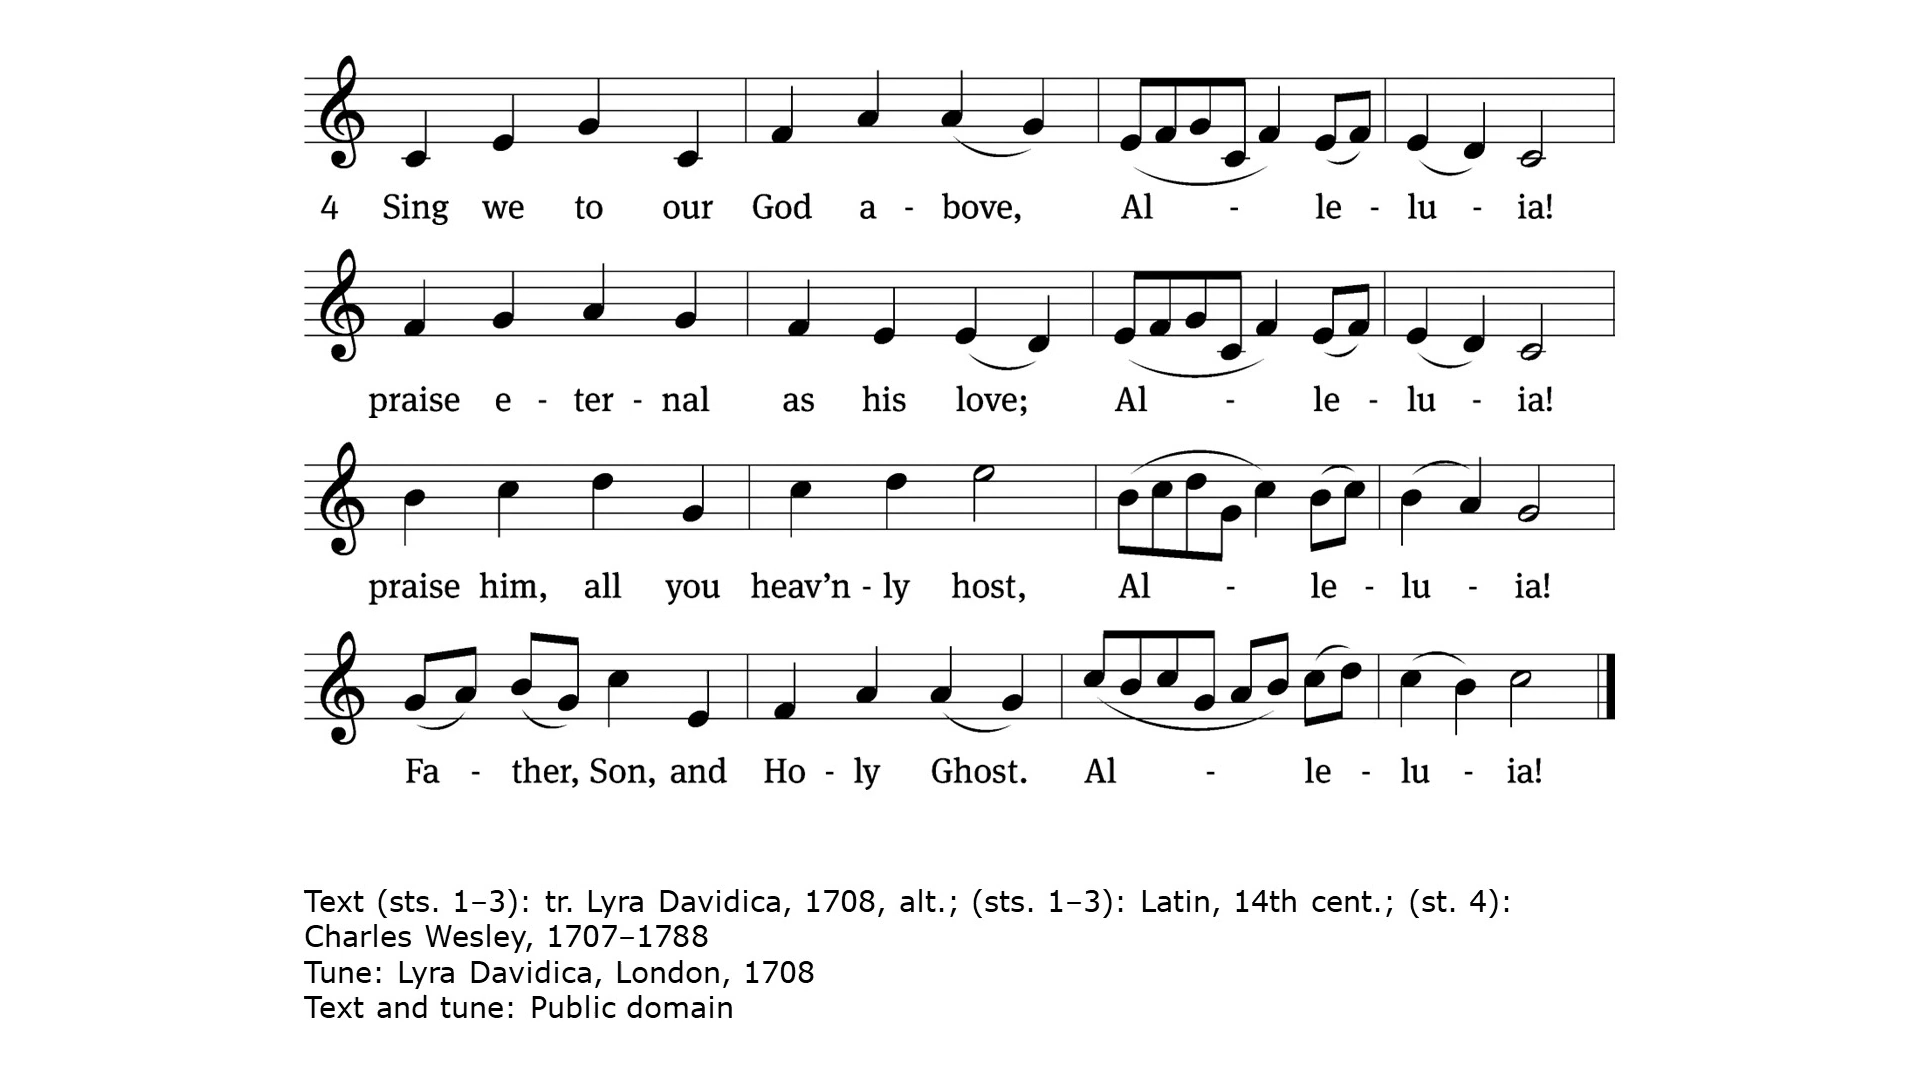 4 Sing we to our God a - bove, Al - le - lu - ia!
praise e - ter - nal as his love; Al - le - lu - ia!
praise him, all you heav’n - ly host, Al - le - lu - ia!
Fa - ther, Son, and Ho - ly Ghost. Al - le - lu - ia!
Text (sts. 1–3): tr. Lyra Davidica, 1708, alt.; (sts. 1–3): Latin, 14th cent.; (st. 4):
Charles Wesley, 1707–1788
Tune: Lyra Davidica, London, 1708
Text and tune: Public domain